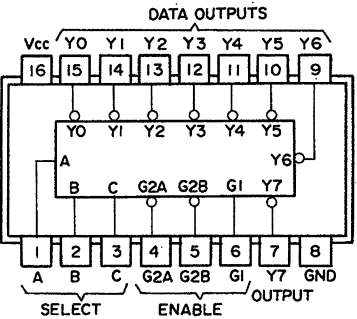 DATA OUTPUTS
Vcc Y0 Y1 Y2 Y3 Y4 Y5 Y6
16 15 14 13 12 11 10 9
Y0 Y1 Y2 Y3 Y4 Y5
A Y6
B C G2A G2B G1 Y7
1 2 3 4 5 6 7 8
A B C G2A G2B G1 Y7 GND
SELECT ENABLE OUTPUT